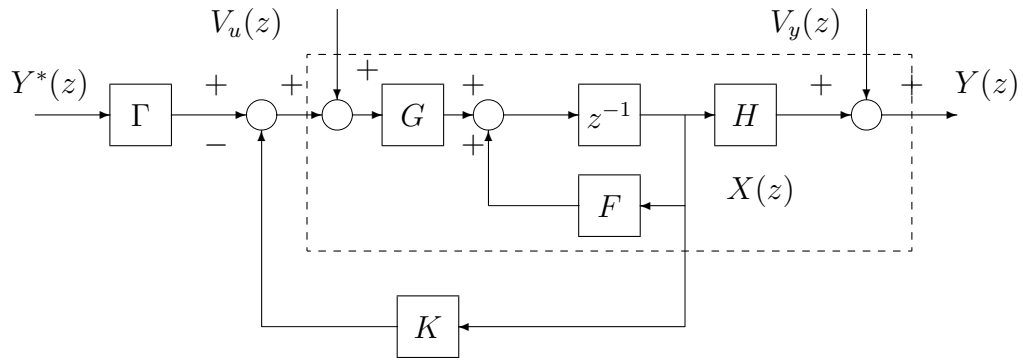 V_u(z) V_y(z)
Y*(z) + + + + + + Y(z)
Γ G z⁻¹ H
− +
F X(z)
K